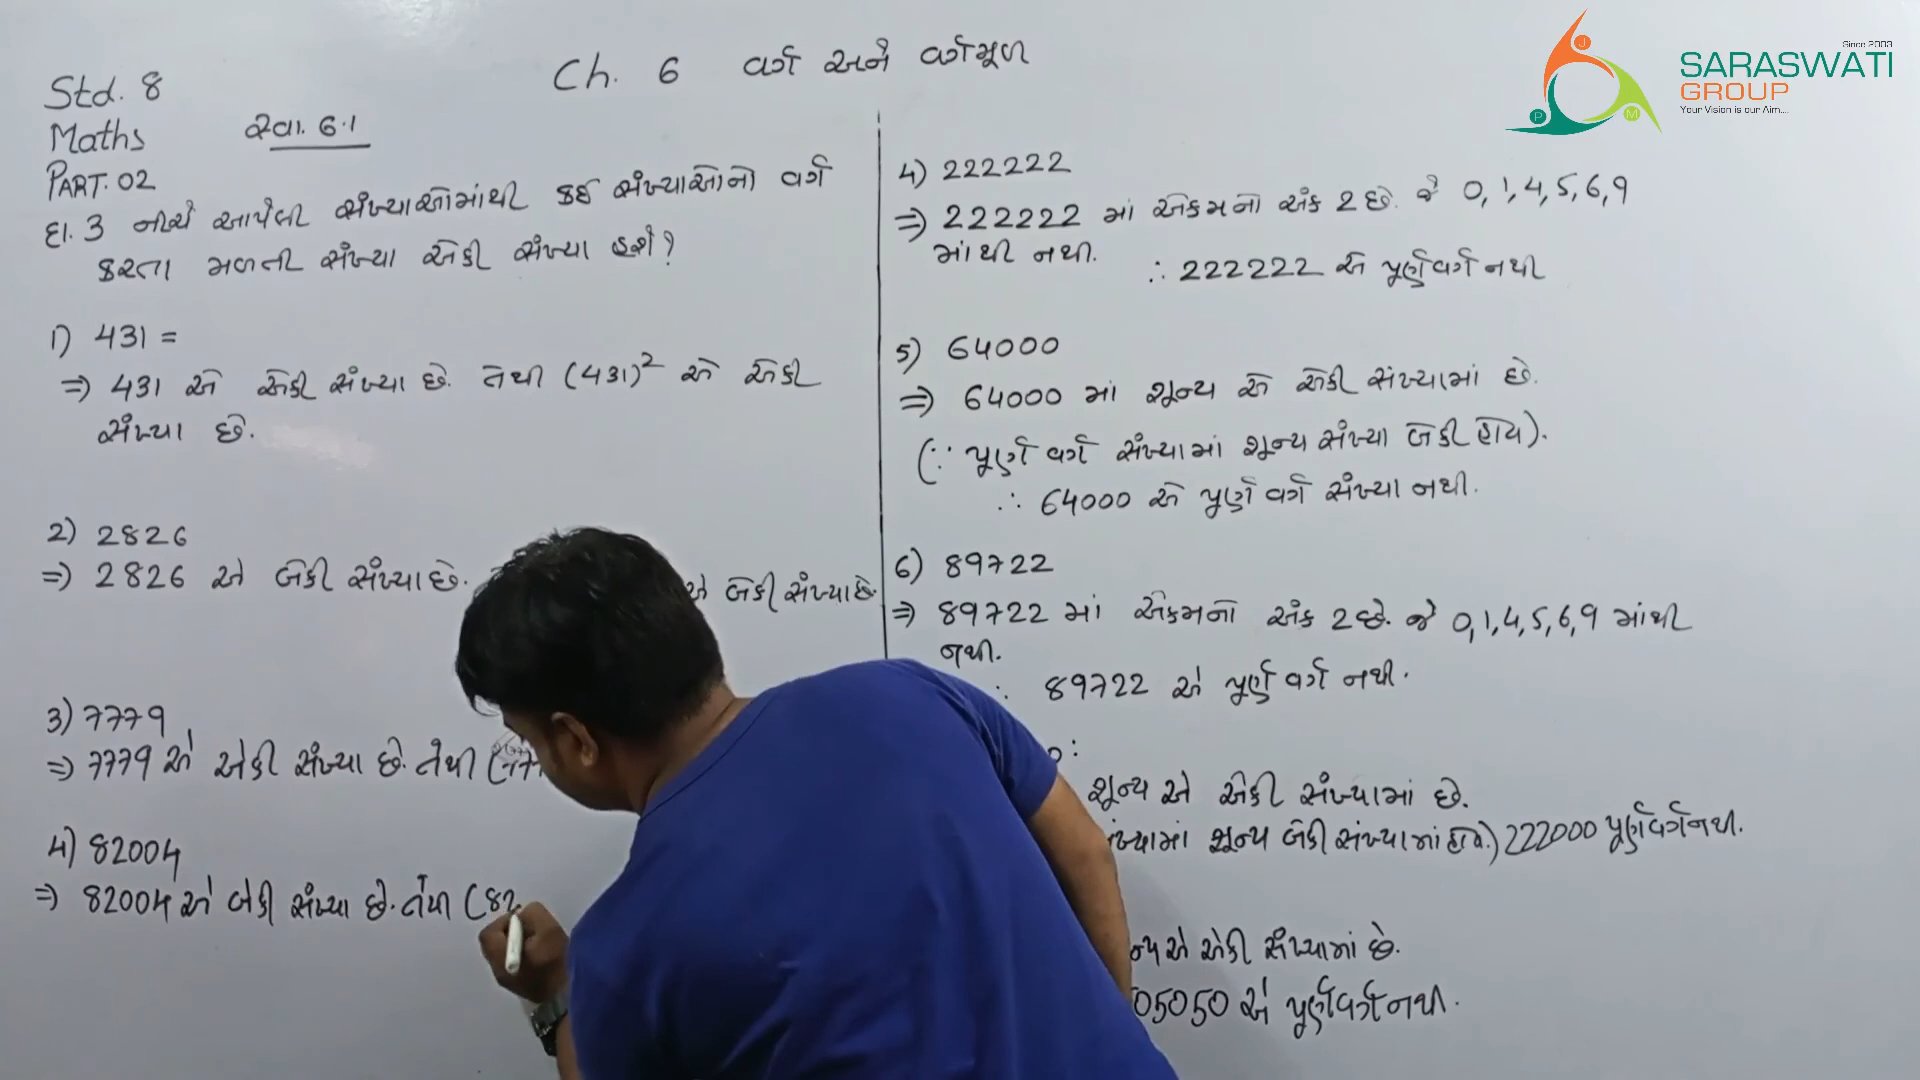 Std. 8
Maths
PART. 02
Ch. 6 વર્ગ અને વર્ગમૂળ
સ્વા. 6.1
દા. 3 નીચે આપેલી સંખ્યાઓમાંથી કઈ સંખ્યાઓનો વર્ગ
કરતા મળતી સંખ્યા એકી સંખ્યા હશે?
1) 431 =
⇒ 431 એ એકી સંખ્યા છે. તેથી (431)² એ એકી
સંખ્યા છે.
2) 2826
⇒ 2826 એ બેકી સંખ્યા છે. એ બેકી સંખ્યા છે.
3) 7779
⇒ 7779 એ એકી સંખ્યા છે. તેથી (77
4) 82004
⇒ 82004 એ બેકી સંખ્યા છે. તેથી (82
4) 222222
⇒ 222222 માં એકમનો અંક 2 છે. જે 0, 1, 4, 5, 6, 9
માંથી નથી.
∴ 222222 એ પૂર્ણવર્ગ નથી
5) 64000
⇒ 64000 માં શૂન્ય એ એકી સંખ્યામાં છે.
(∵ પૂર્ણ વર્ગ સંખ્યામાં શૂન્ય સંખ્યા બેકી હોય).
∴ 64000 એ પૂર્ણ વર્ગ સંખ્યા નથી.
6) 89722
⇒ 89722 માં એકમનો અંક 2 છે. જે 0, 1, 4, 5, 6, 9 માંથી
નથી.
89722 એ પૂર્ણ વર્ગ નથી.
શૂન્ય એ એકી સંખ્યામાં છે.
ખ્યામાં શૂન્ય બેકી સંખ્યામાં હોય.) 222000 પૂર્ણવર્ગ નથી.
ન્ય એ એકી સંખ્યામાં છે.
05050 એ પૂર્ણવર્ગ નથી.
Since 2003
SARASWATI
GROUP
Your Vision is our Aim....
J
P
M